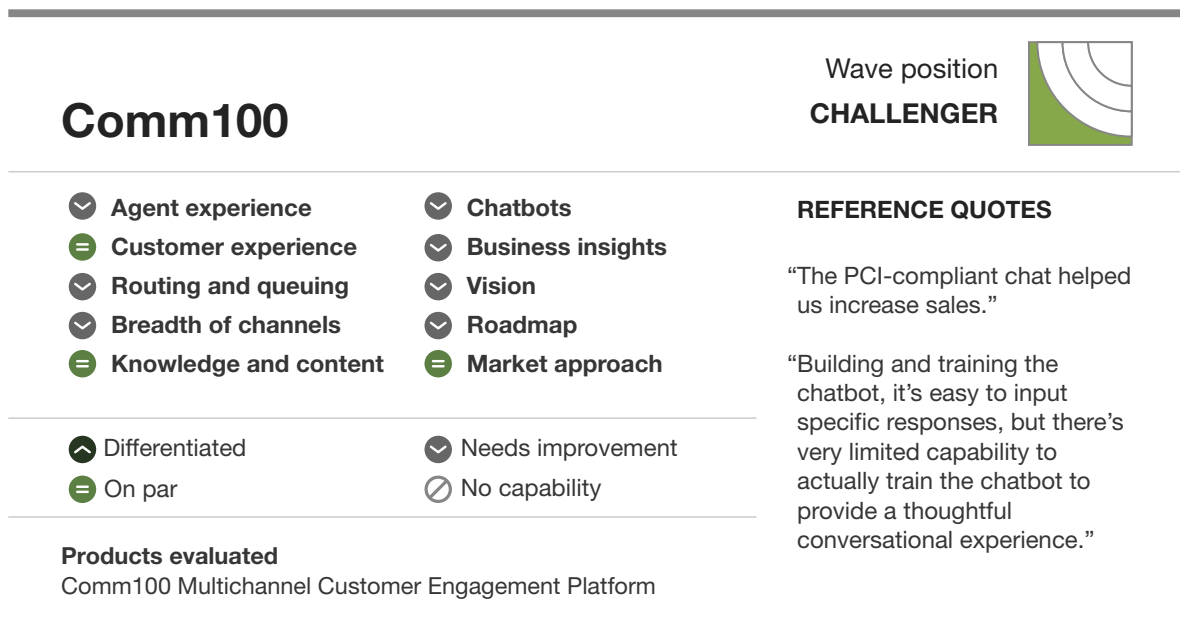 Comm100
Wave position
CHALLENGER
Agent experience
Customer experience
Routing and queuing
Breadth of channels
Knowledge and content
Chatbots
Business insights
Vision
Roadmap
Market approach
Differentiated
On par
Needs improvement
No capability
Products evaluated
Comm100 Multichannel Customer Engagement Platform
REFERENCE QUOTES
“The PCI-compliant chat helped
us increase sales.”
“Building and training the
chatbot, it’s easy to input
specific responses, but there’s
very limited capability to
actually train the chatbot to
provide a thoughtful
conversational experience.”